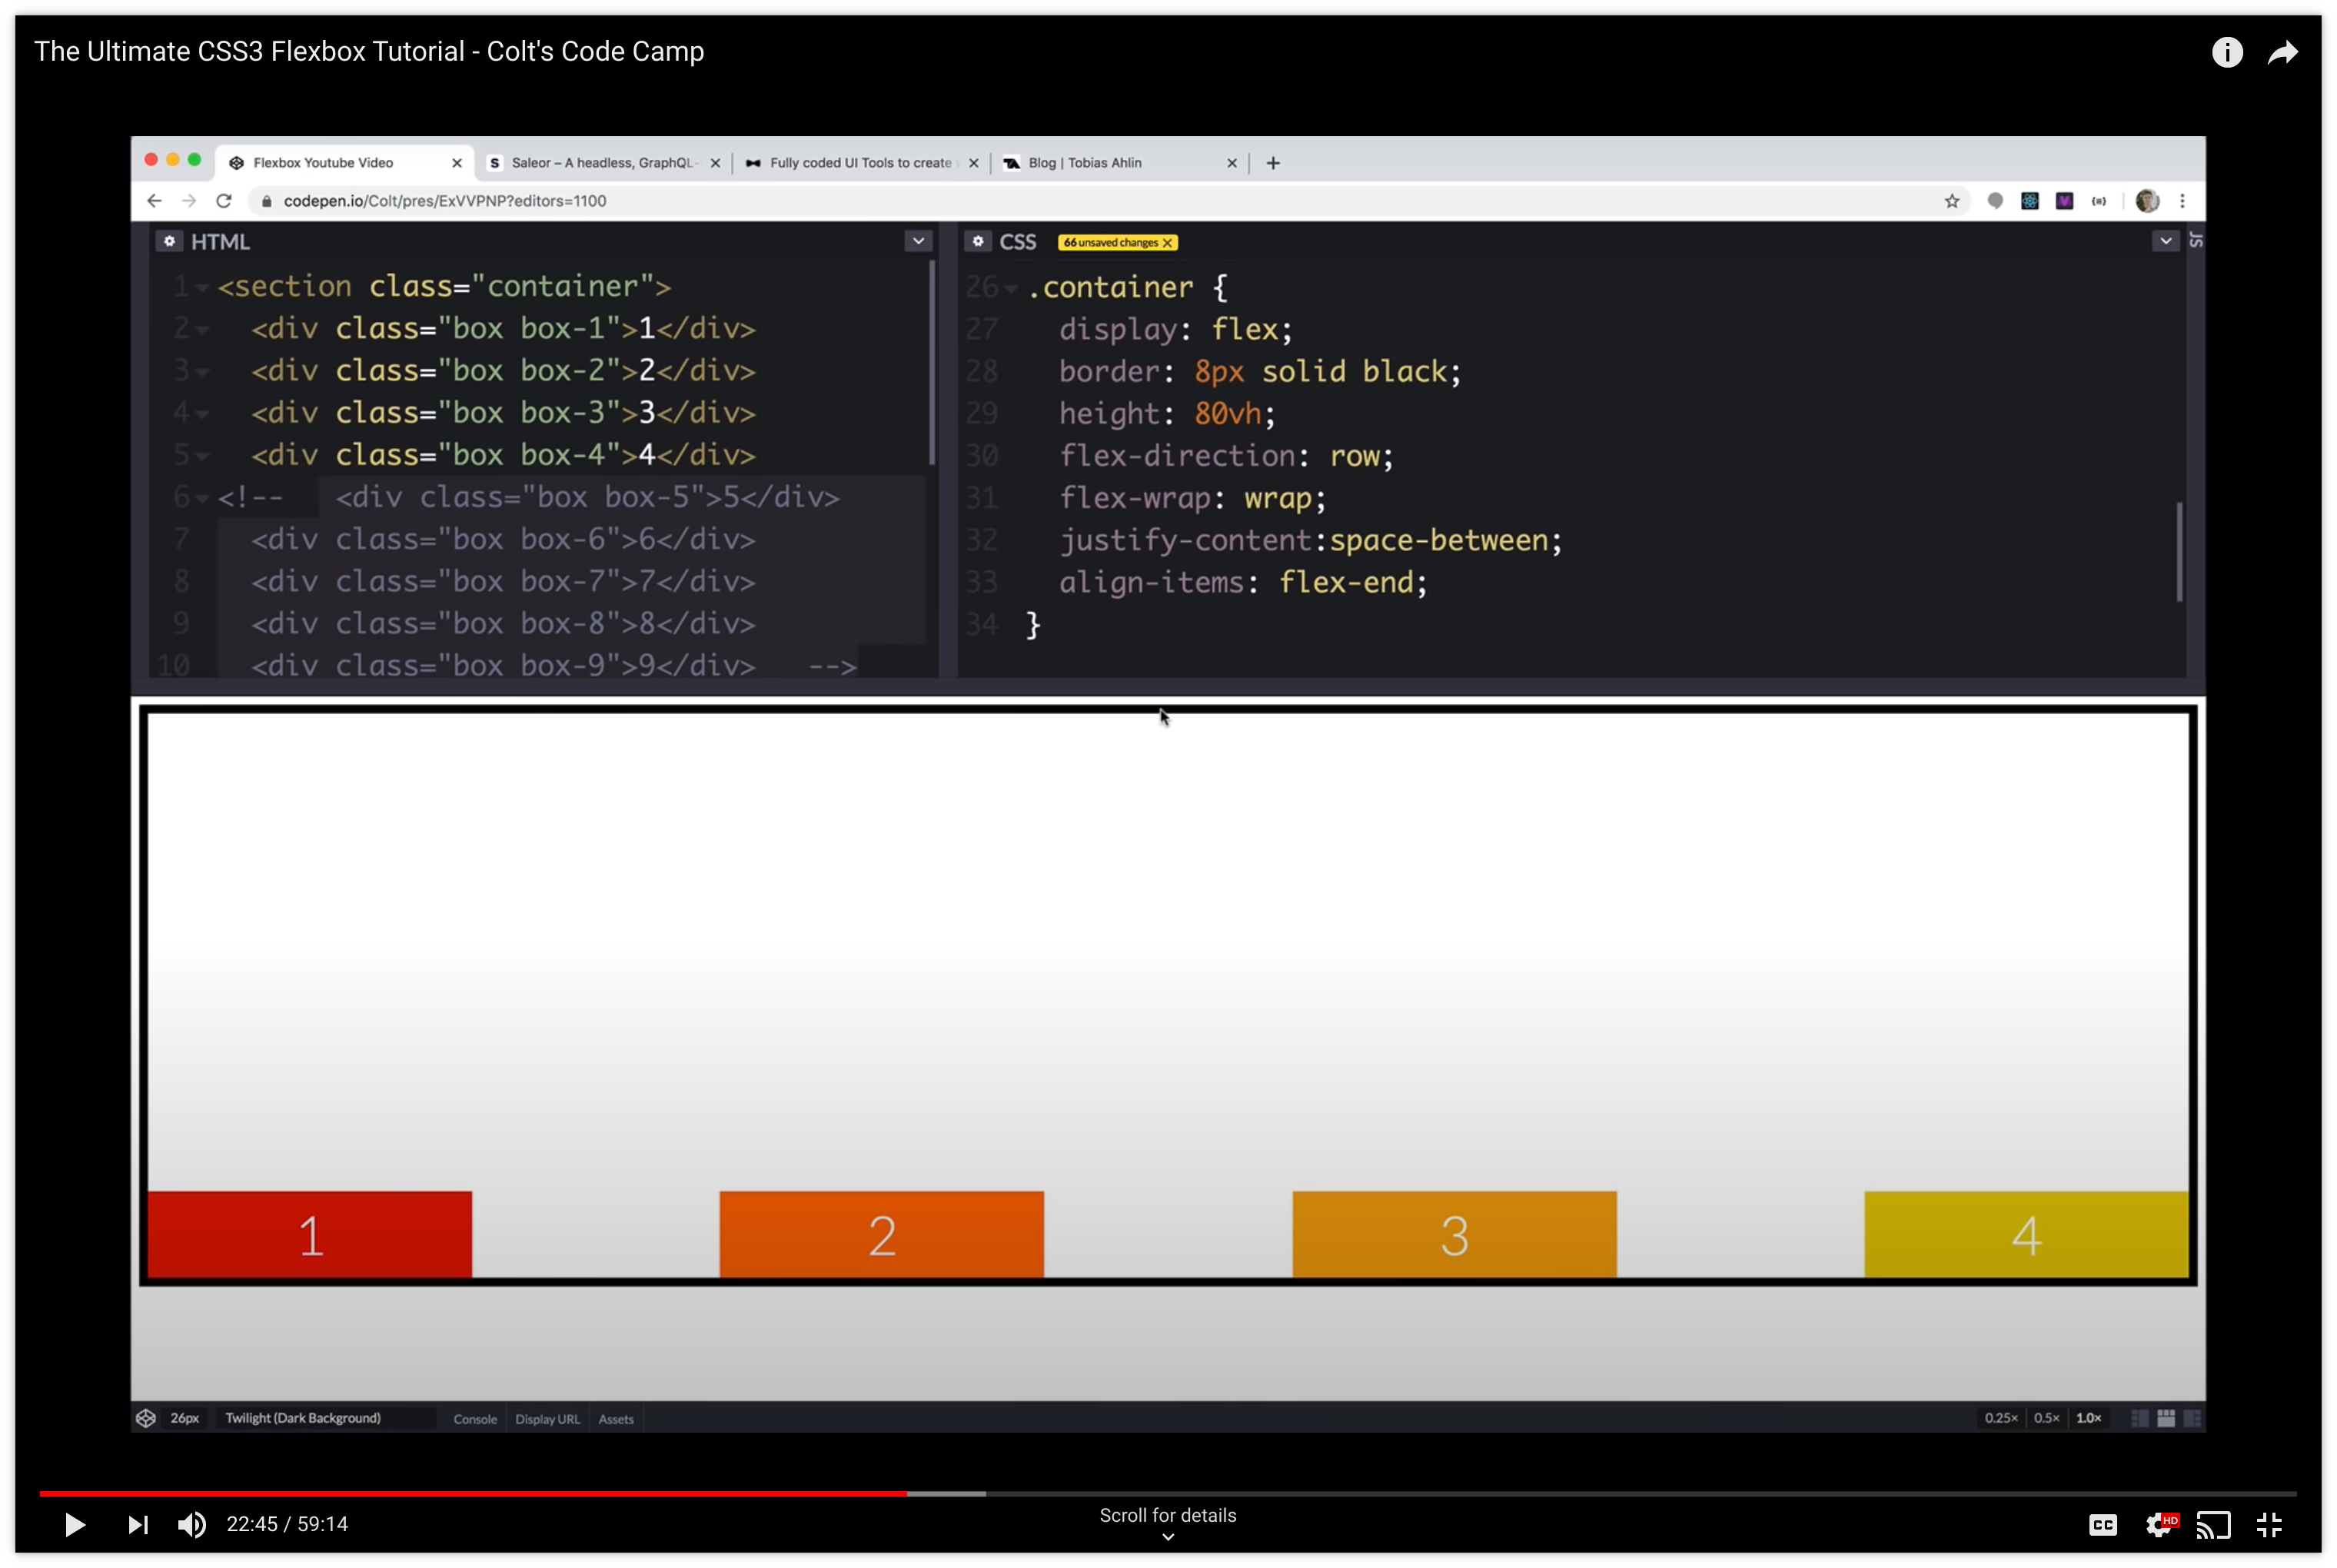 The Ultimate CSS3 Flexbox Tutorial - Colt's Code Camp
Flexbox Youtube Video
Saleor – A headless, GraphQL-
Fully coded UI Tools to create
Blog | Tobias Ahlin
codepen.io/Colt/pres/ExVVPNP?editors=1100
HTML
1 <section class="container">
2 <div class="box box-1">1</div>
3 <div class="box box-2">2</div>
4 <div class="box box-3">3</div>
5 <div class="box box-4">4</div>
6 <!-- <div class="box box-5">5</div>
7 <div class="box box-6">6</div>
8 <div class="box box-7">7</div>
9 <div class="box box-8">8</div>
10 <div class="box box-9">9</div> -->
CSS 66 unsaved changes X
JS
26 .container {
27 display: flex;
28 border: 8px solid black;
29 height: 80vh;
30 flex-direction: row;
31 flex-wrap: wrap;
32 justify-content:space-between;
33 align-items: flex-end;
34 }
1 2 3 4
26px Twilight (Dark Background) Console Display URL Assets 0.25× 0.5× 1.0×
22:45 / 59:14
Scroll for details
CC HD